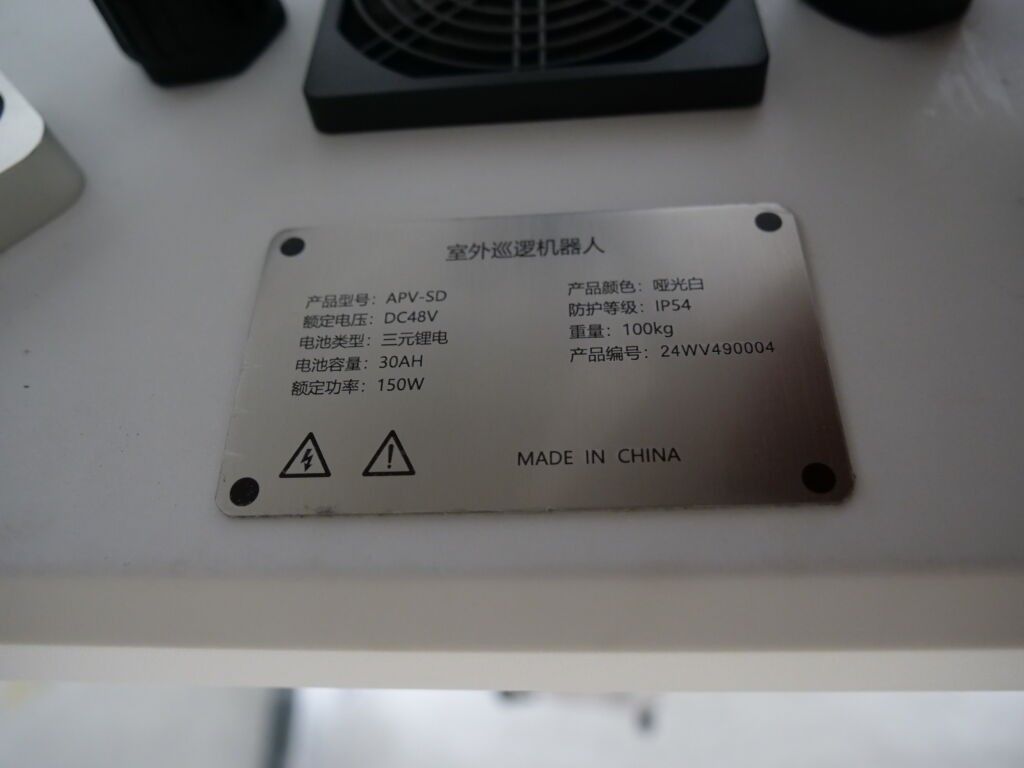 室外巡逻机器人
产品型号：APV-SD
额定电压：DC48V
电池类型：三元锂电
电池容量：30AH
额定功率：150W
产品颜色：哑光白
防护等级：IP54
重量：100kg
产品编号：24WV490004
MADE IN CHINA